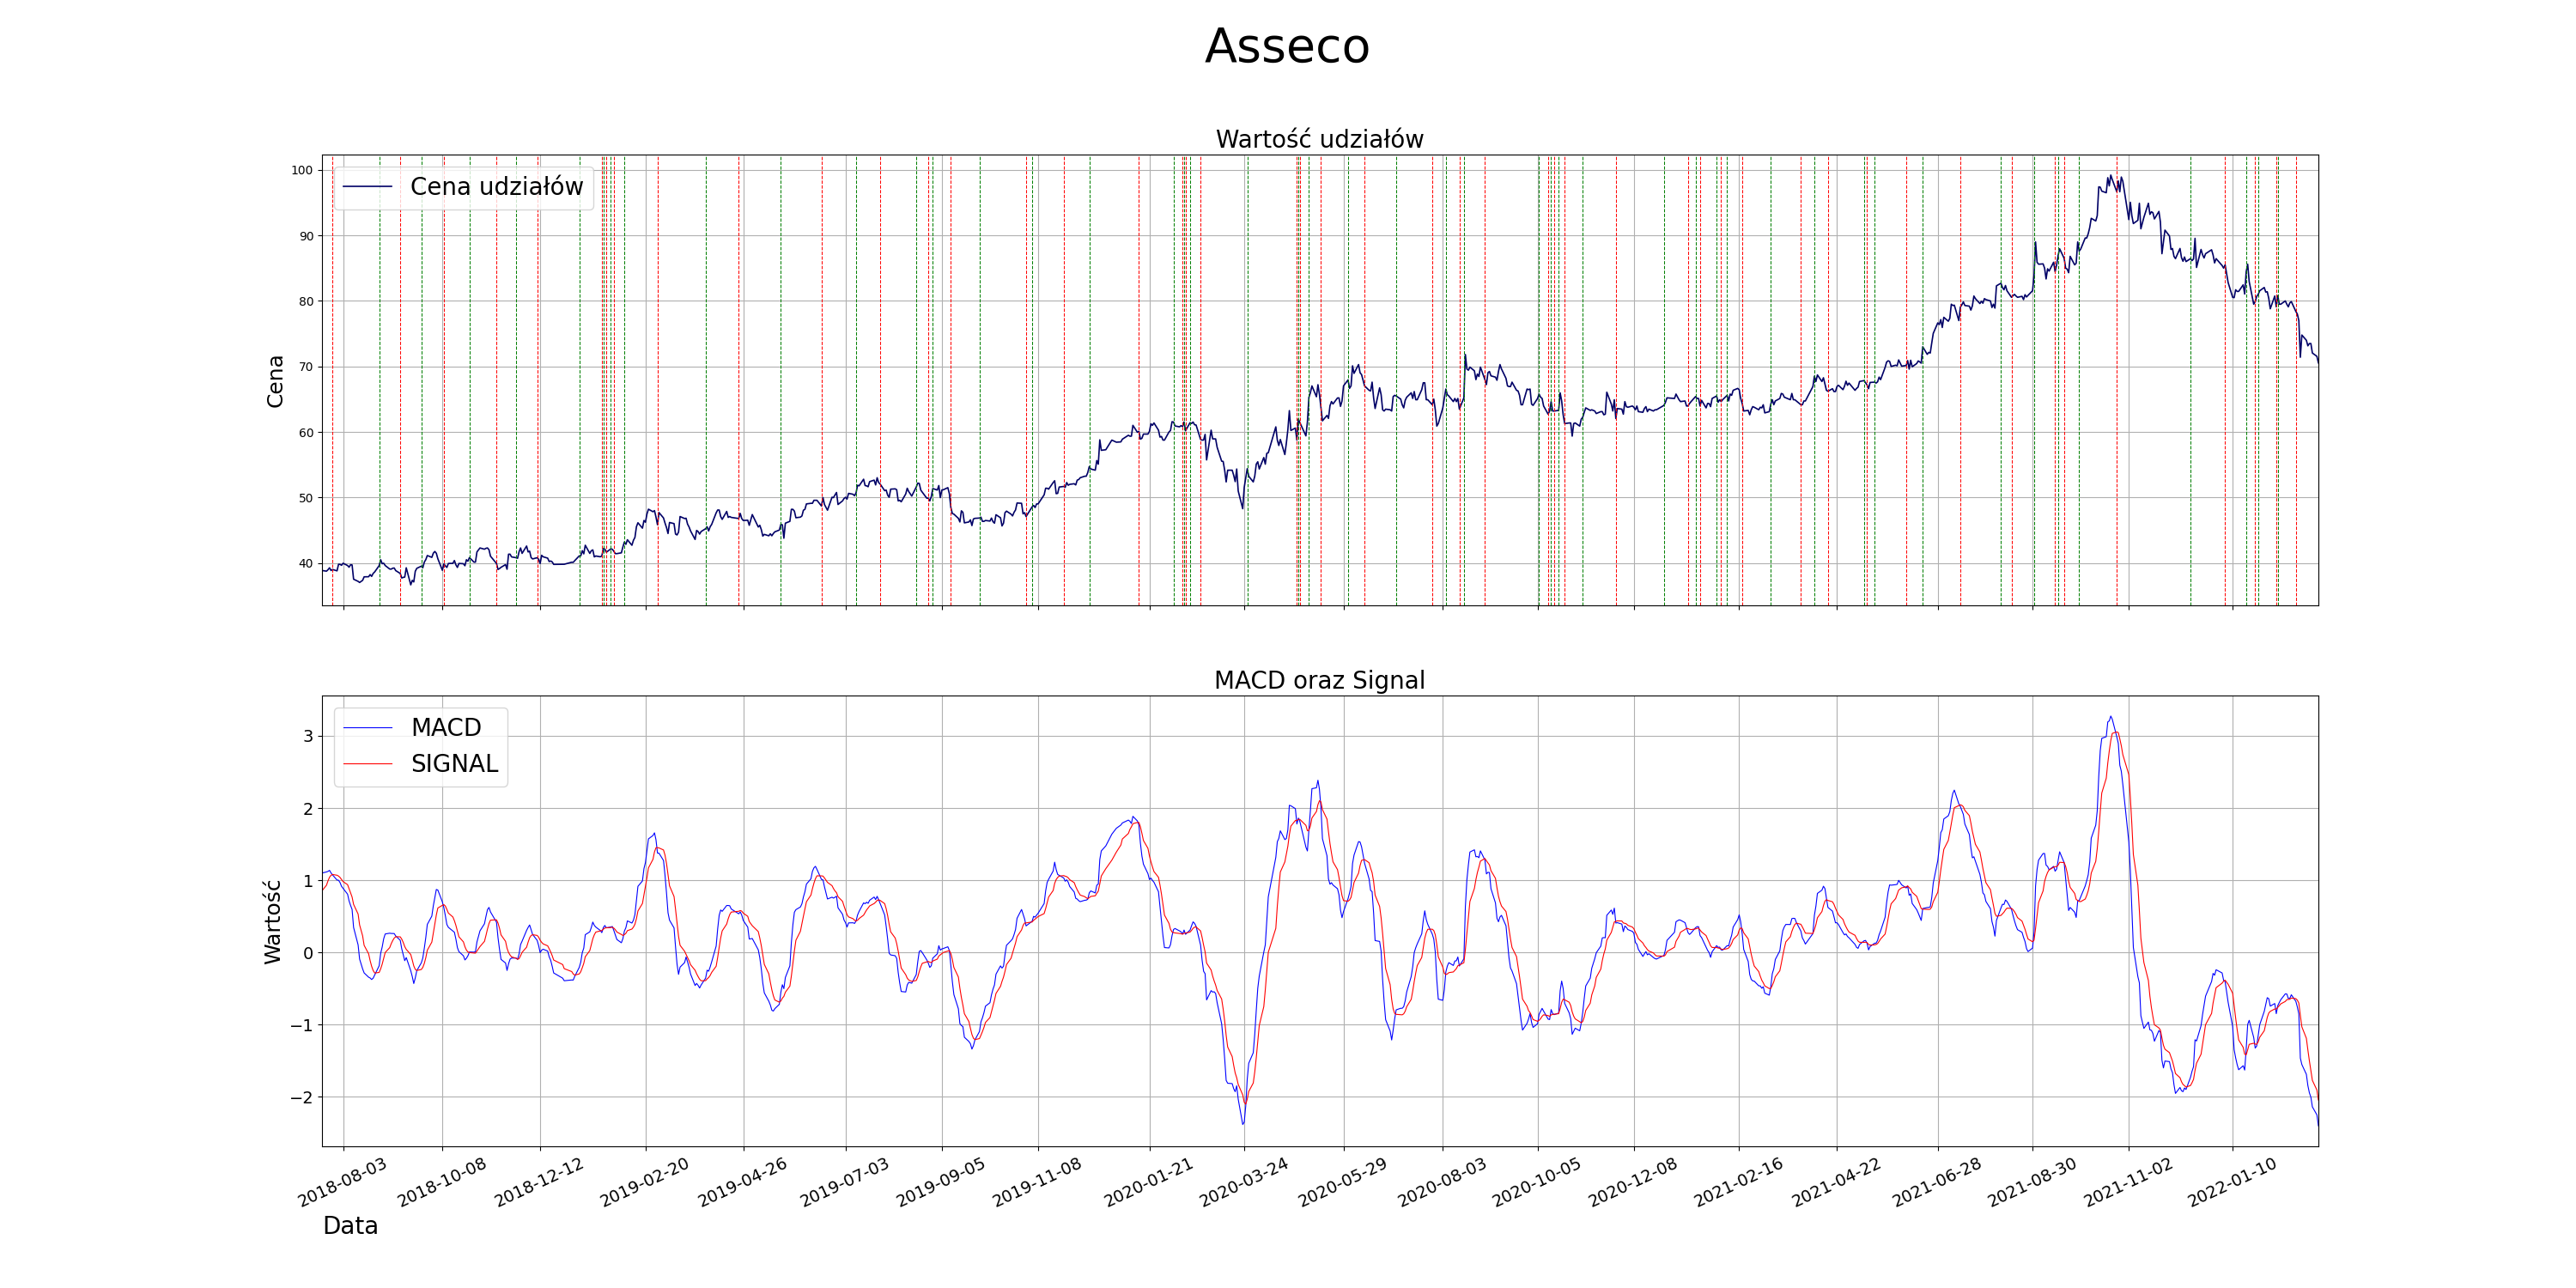 Asseco
Wartość udziałów
Cena udziałów
100
90
80
70
60
50
40
Cena
MACD oraz Signal
MACD
SIGNAL
3
2
1
0
−1
−2
Wartość
2018-08-03 2018-10-08 2018-12-12 2019-02-20 2019-04-26 2019-07-03 2019-09-05 2019-11-08 2020-01-21 2020-03-24 2020-05-29 2020-08-03 2020-10-05 2020-12-08 2021-02-16 2021-04-22 2021-06-28 2021-08-30 2021-11-02 2022-01-10
Data